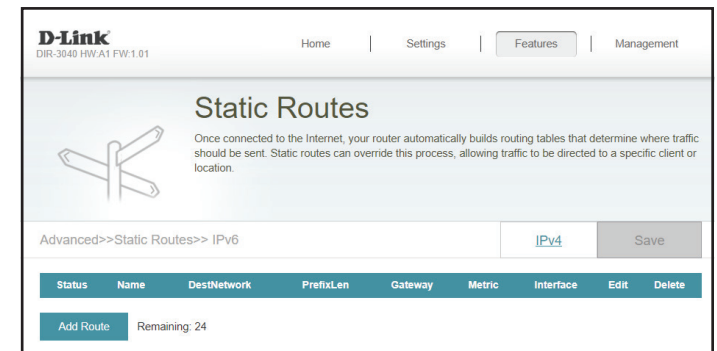 D-Link
DIR-3040 HW:A1 FW:1.01
Home Settings Features Management
Static Routes
Once connected to the Internet, your router automatically builds routing tables that determine where traffic
should be sent. Static routes can override this process, allowing traffic to be directed to a specific client or
location.
Advanced>>Static Routes>> IPv6 IPv4 Save
Status Name DestNetwork PrefixLen Gateway Metric Interface Edit Delete
Add Route Remaining: 24